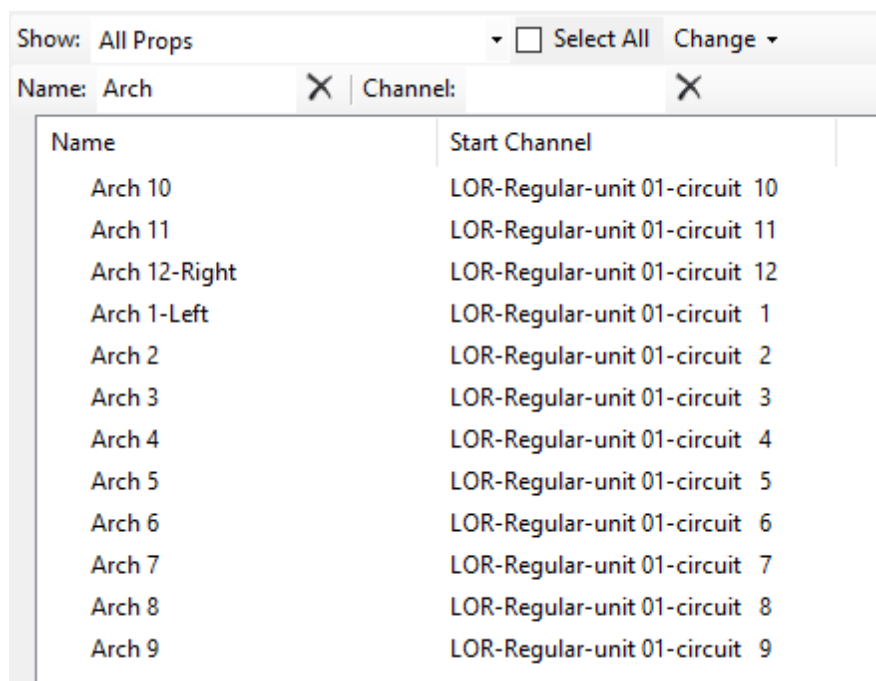 Show: All Props Select All Change
Name: Arch Channel:
Name Start Channel
Arch 10 LOR-Regular-unit 01-circuit 10
Arch 11 LOR-Regular-unit 01-circuit 11
Arch 12-Right LOR-Regular-unit 01-circuit 12
Arch 1-Left LOR-Regular-unit 01-circuit 1
Arch 2 LOR-Regular-unit 01-circuit 2
Arch 3 LOR-Regular-unit 01-circuit 3
Arch 4 LOR-Regular-unit 01-circuit 4
Arch 5 LOR-Regular-unit 01-circuit 5
Arch 6 LOR-Regular-unit 01-circuit 6
Arch 7 LOR-Regular-unit 01-circuit 7
Arch 8 LOR-Regular-unit 01-circuit 8
Arch 9 LOR-Regular-unit 01-circuit 9